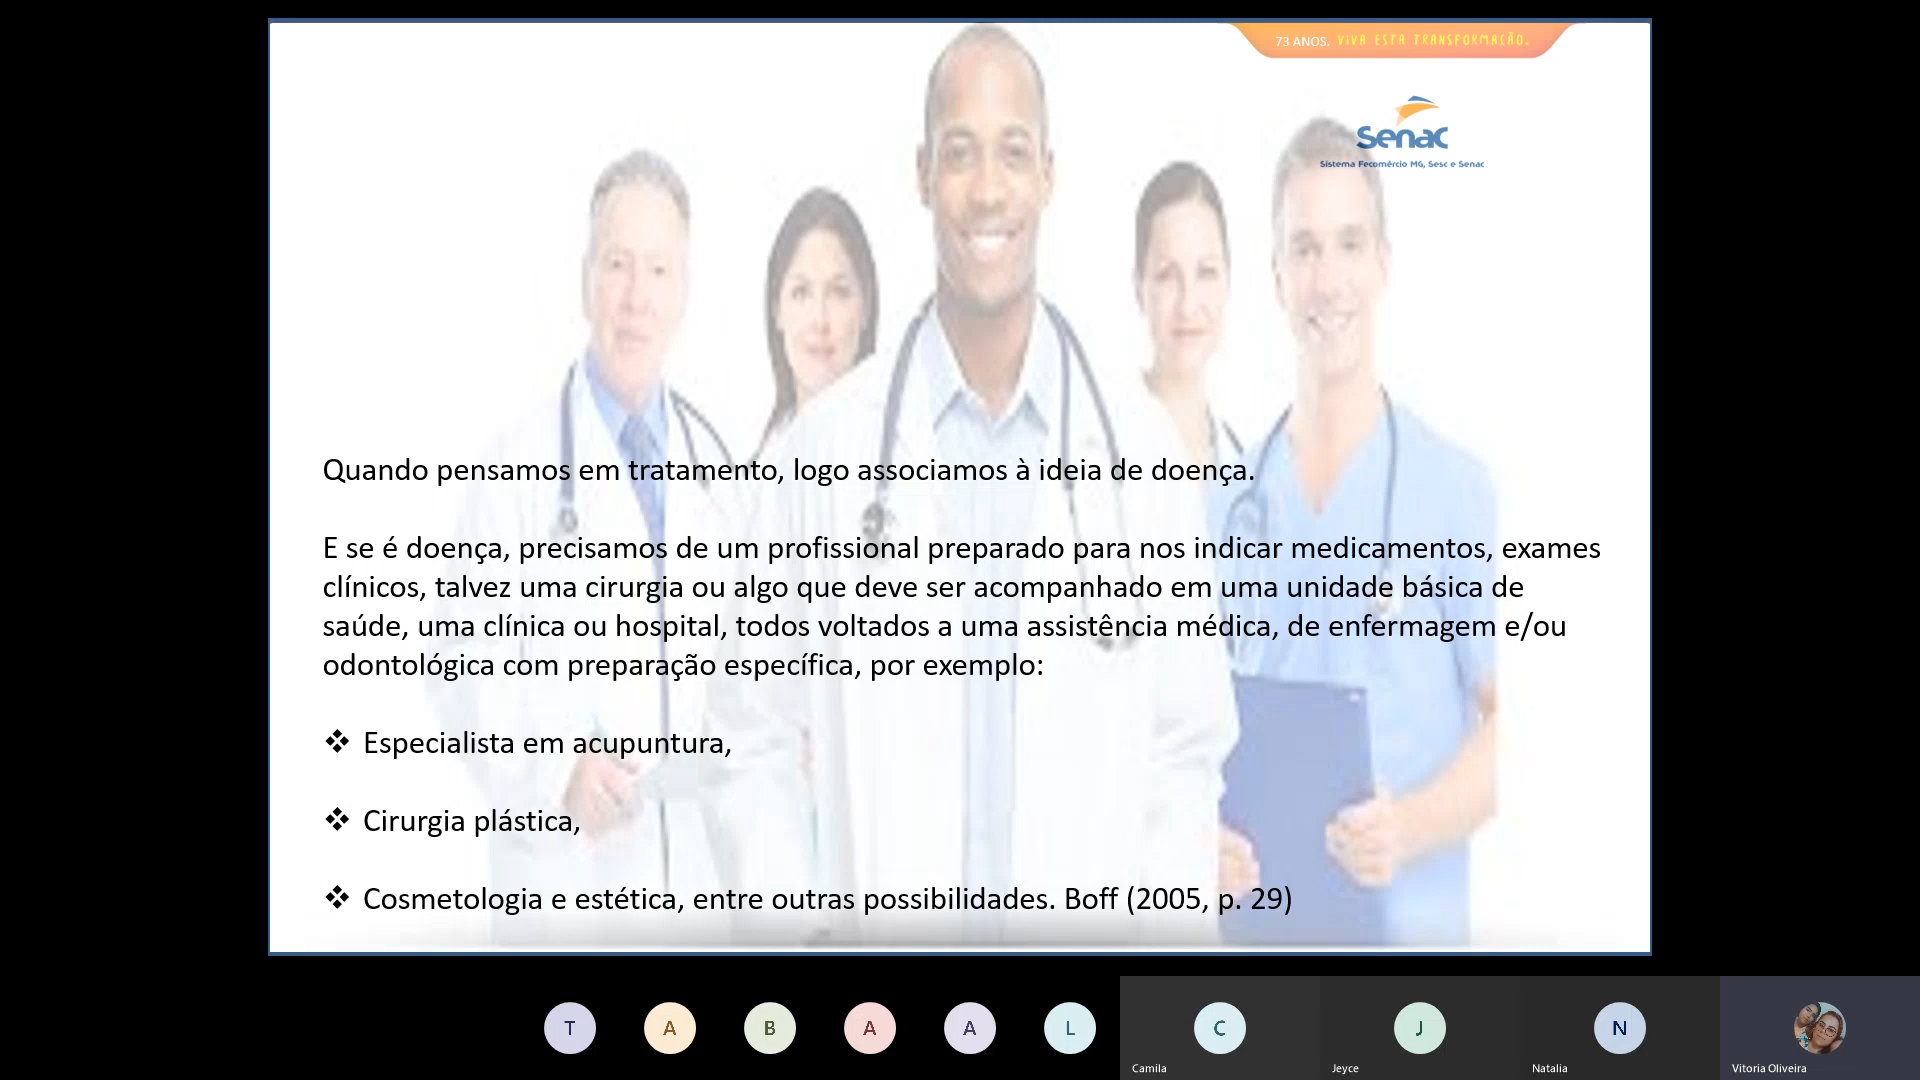 73 ANOS. VIVA ESTA TRANSFORMAÇÃO.
Senac
Sistema Fecomércio MG, Sesc e Senac
Quando pensamos em tratamento, logo associamos à ideia de doença.
E se é doença, precisamos de um profissional preparado para nos indicar medicamentos, exames
clínicos, talvez uma cirurgia ou algo que deve ser acompanhado em uma unidade básica de
saúde, uma clínica ou hospital, todos voltados a uma assistência médica, de enfermagem e/ou
odontológica com preparação específica, por exemplo:
❖ Especialista em acupuntura,
❖ Cirurgia plástica,
❖ Cosmetologia e estética, entre outras possibilidades. Boff (2005, p. 29)
T A B A A L C J N
Camila Jeyce Natalia Vitoria Oliveira